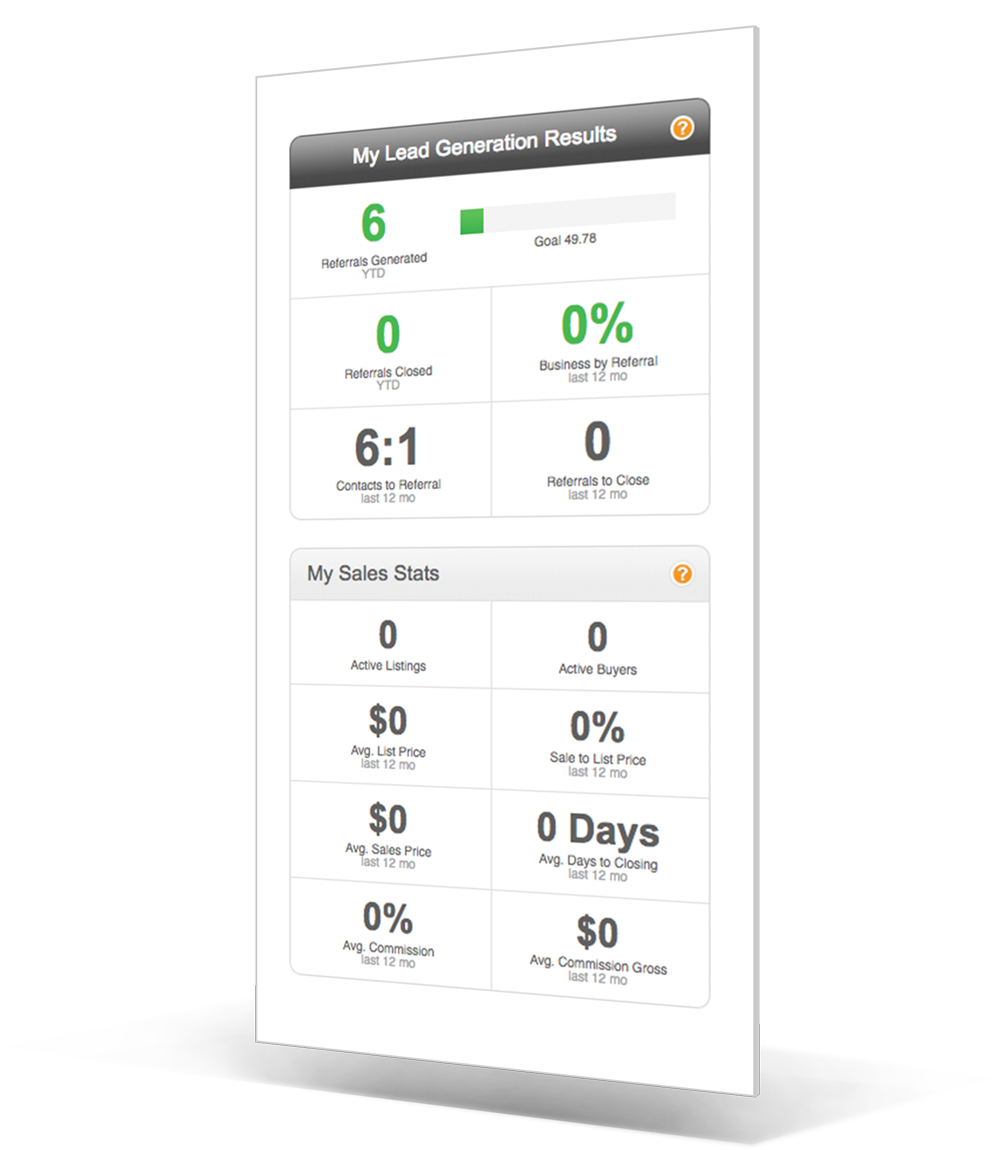 My Lead Generation Results
?
6
Referrals Generated
YTD
Goal 49.78
0
Referrals Closed
YTD
0%
Business by Referral
last 12 mo
6:1
Contacts to Referral
last 12 mo
0
Referrals to Close
last 12 mo
My Sales Stats
?
0
Active Listings
0
Active Buyers
$0
Avg. List Price
last 12 mo
0%
Sale to List Price
last 12 mo
$0
Avg. Sales Price
last 12 mo
0 Days
Avg. Days to Closing
last 12 mo
0%
Avg. Commission
last 12 mo
$0
Avg. Commission Gross
last 12 mo